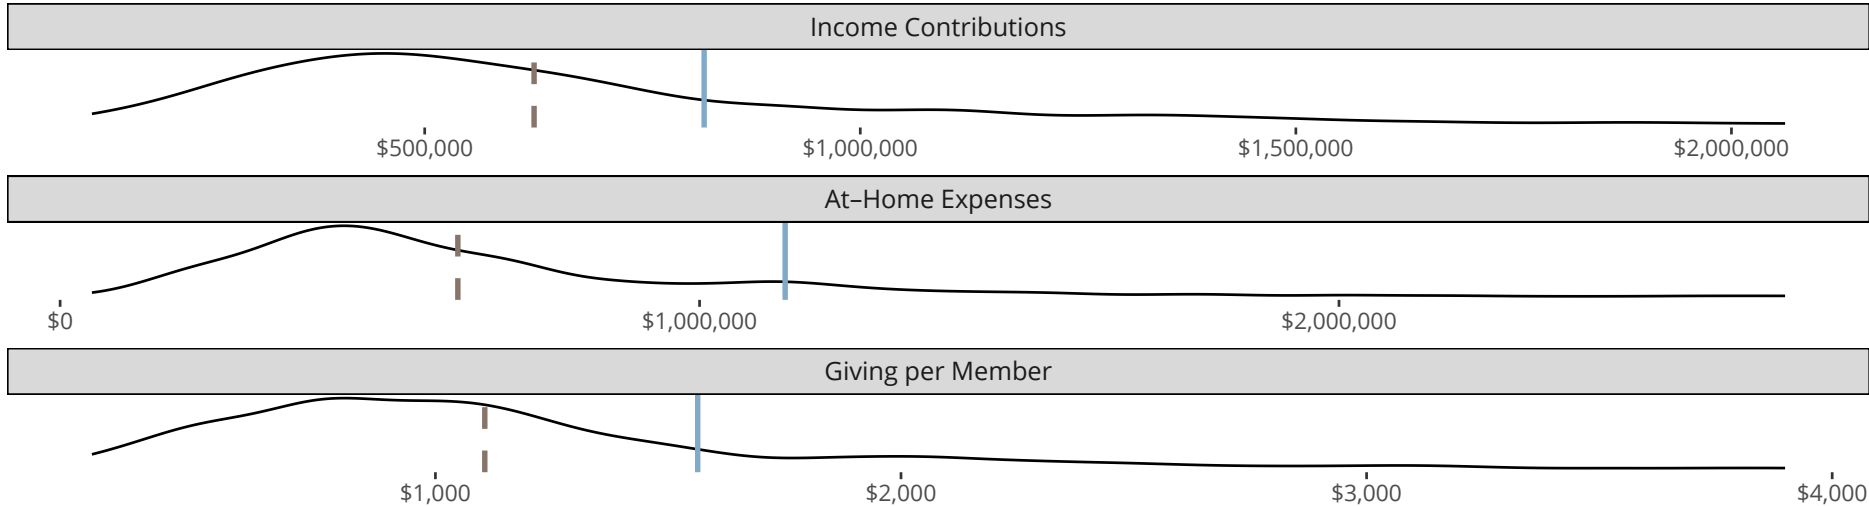 Income Contributions
$500,000 $1,000,000 $1,500,000 $2,000,000
At–Home Expenses
$0 $1,000,000 $2,000,000
Giving per Member
$1,000 $2,000 $3,000 $4,000